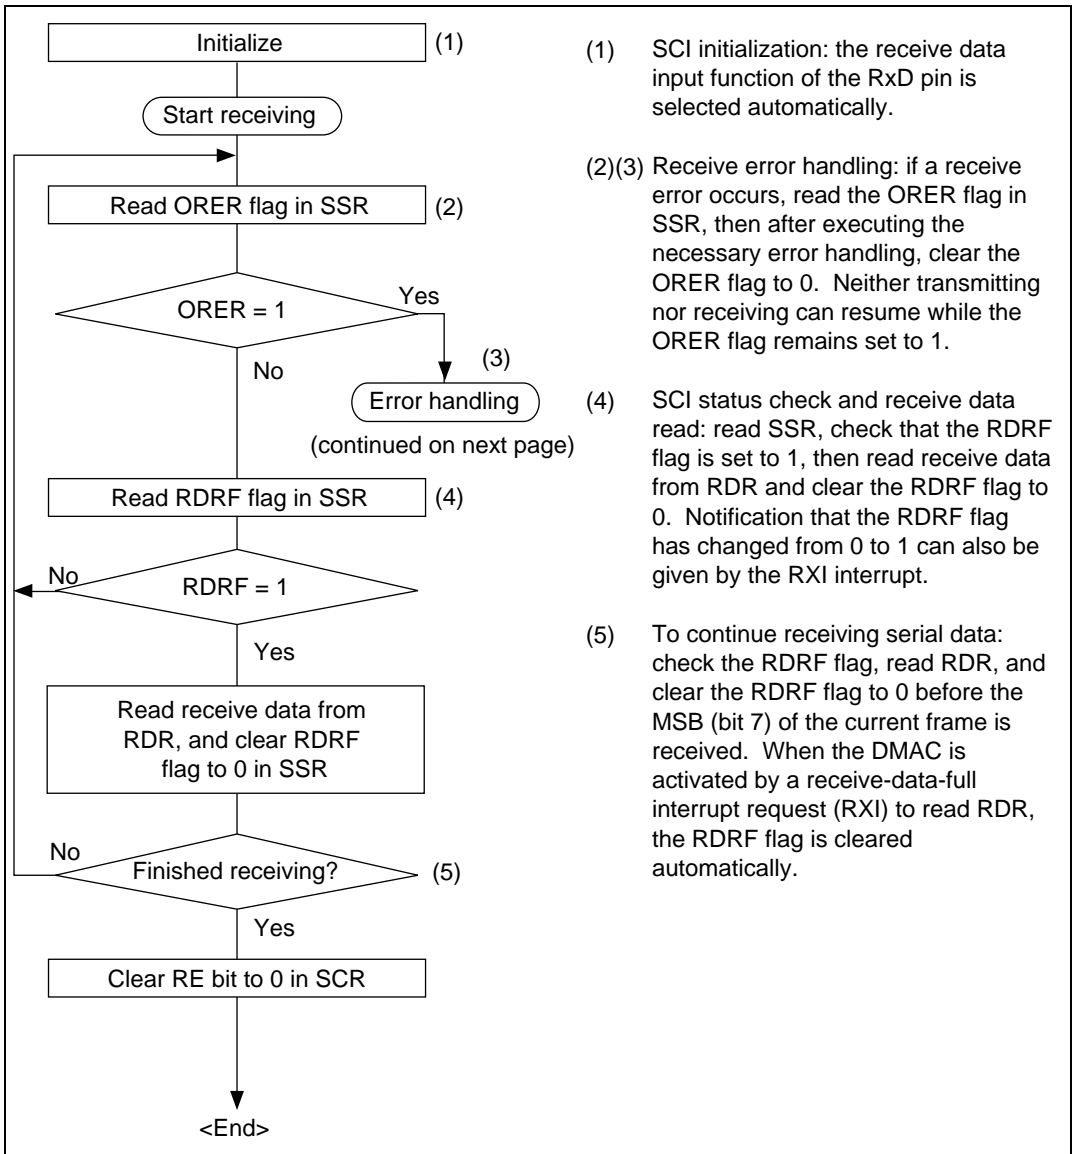 Initialize (1)
Start receiving
Read ORER flag in SSR (2)
ORER = 1
Yes
No
(3)
Error handling
(continued on next page)
Read RDRF flag in SSR (4)
No
RDRF = 1
Yes
Read receive data from
RDR, and clear RDRF
flag to 0 in SSR
No
Finished receiving? (5)
Yes
Clear RE bit to 0 in SCR
<End>
(1) SCI initialization: the receive data
input function of the RxD pin is
selected automatically.
(2)(3) Receive error handling: if a receive
error occurs, read the ORER flag in
SSR, then after executing the
necessary error handling, clear the
ORER flag to 0. Neither transmitting
nor receiving can resume while the
ORER flag remains set to 1.
(4) SCI status check and receive data
read: read SSR, check that the RDRF
flag is set to 1, then read receive data
from RDR and clear the RDRF flag to
0. Notification that the RDRF flag
has changed from 0 to 1 can also be
given by the RXI interrupt.
(5) To continue receiving serial data:
check the RDRF flag, read RDR, and
clear the RDRF flag to 0 before the
MSB (bit 7) of the current frame is
received. When the DMAC is
activated by a receive-data-full
interrupt request (RXI) to read RDR,
the RDRF flag is cleared
automatically.